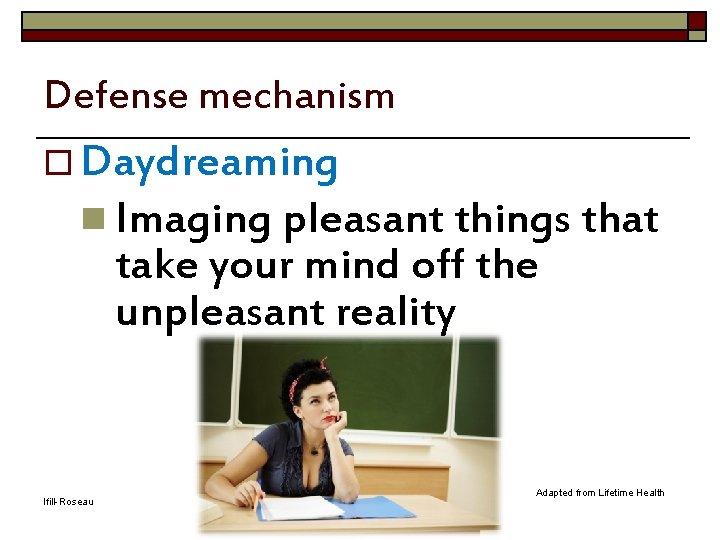 Defense mechanism
Daydreaming
Imaging pleasant things that
take your mind off the
unpleasant reality
Adapted from Lifetime Health
Ifill-Roseau